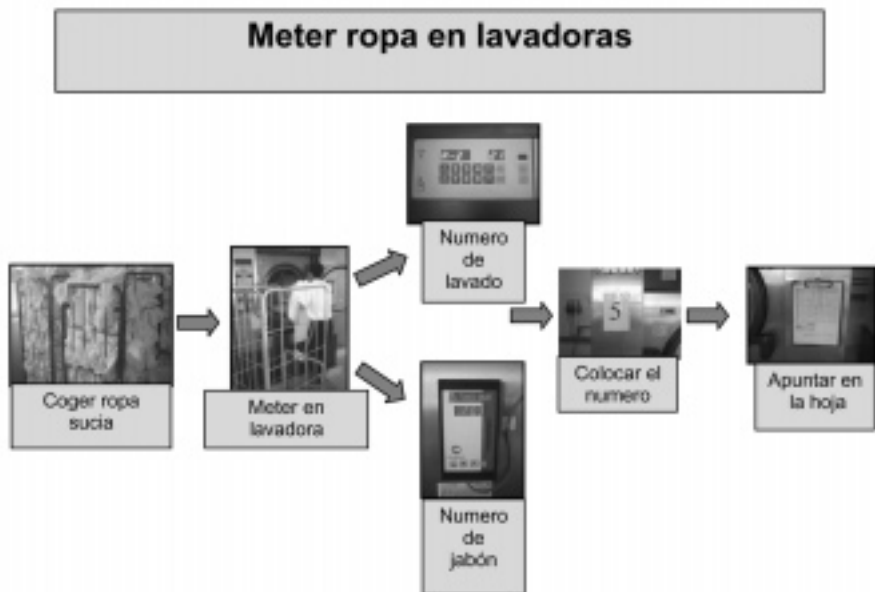 Meter ropa en lavadoras
Numero
de
lavado
Coger ropa
sucia
Meter en
lavadora
5
Colocar el
numero
Apuntar en
la hoja
Numero
de
jabón